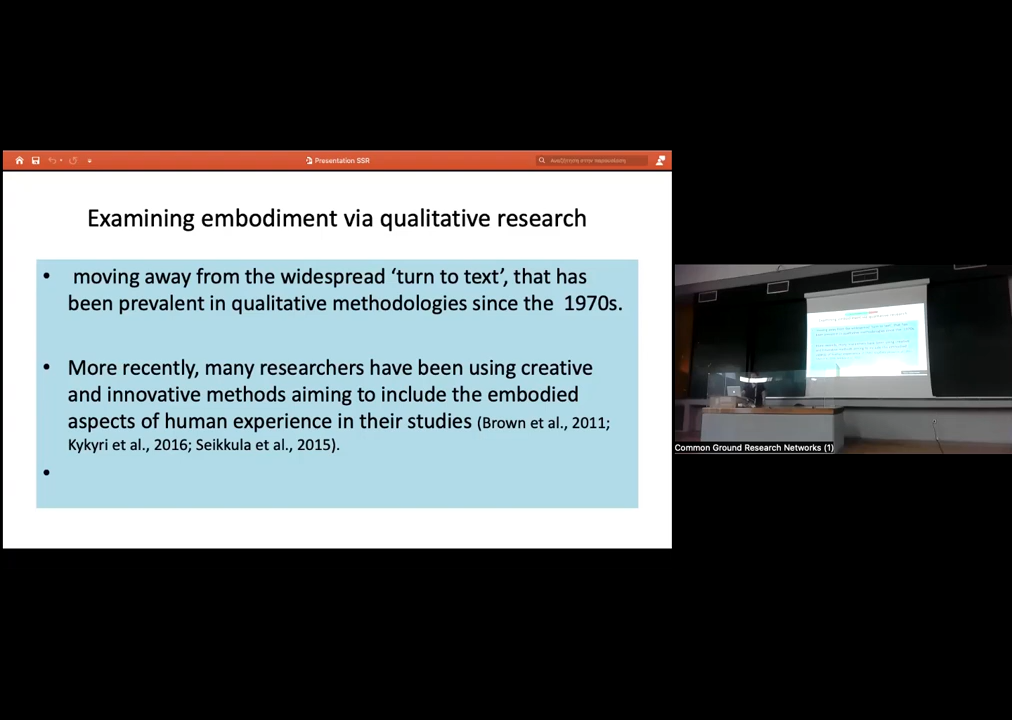 Presentation SSR
Examining embodiment via qualitative research
• moving away from the widespread ‘turn to text’, that has
been prevalent in qualitative methodologies since the 1970s.
• More recently, many researchers have been using creative
and innovative methods aiming to include the embodied
aspects of human experience in their studies (Brown et al., 2011;
Kykyri et al., 2016; Seikkula et al., 2015).
•
Common Ground Research Networks (1)